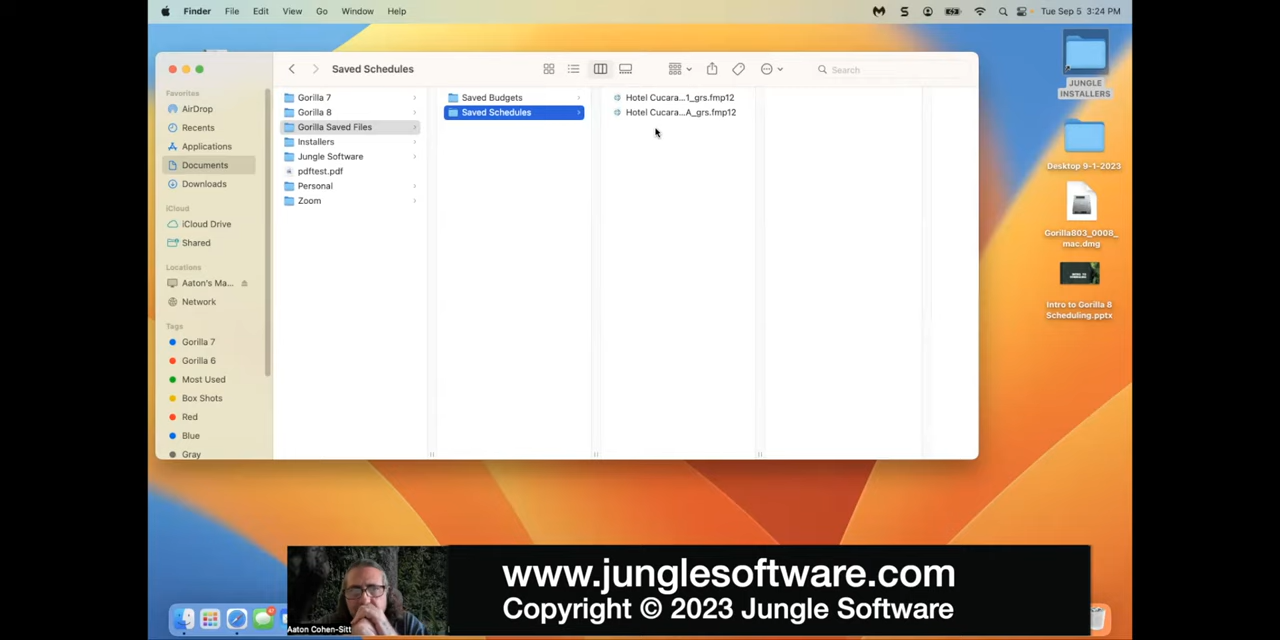 Finder File Edit View Go Window Help
Tue Sep 5 3:24 PM
Saved Schedules
Search
Favorites
AirDrop
Recents
Applications
Documents
Downloads
iCloud
iCloud Drive
Shared
Locations
Aaton's Ma...
Network
Tags
Gorilla 7
Gorilla 6
Most Used
Box Shots
Red
Blue
Gray
Gorilla 7
Gorilla 8
Gorilla Saved Files
Installers
Jungle Software
pdftest.pdf
Personal
Zoom
Saved Budgets
Saved Schedules
Hotel Cucara...1_grs.fmp12
Hotel Cucara...A_grs.fmp12
JUNGLE
INSTALLERS
Desktop 9-1-2023
Gorilla803_0008_
mac.dmg
Intro to Gorilla 8
Scheduling.pptx
www.junglesoftware.com
Copyright © 2023 Jungle Software
Aaton Cohen-Sitt